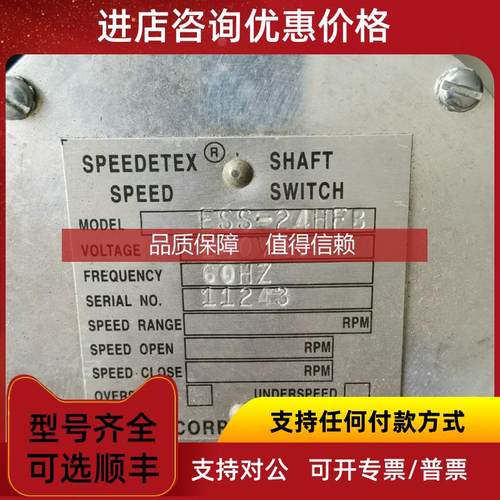 进店咨询优惠价格
SPEEDETEX® SHAFT
SPEED SWITCH
MODEL ESS-24HFB
品质保障 值得信赖
VOLTAGE
FREQUENCY 60HZ
SERIAL NO. 11243
SPEED RANGE RPM
SPEED OPEN RPM
SPEED CLOSE RPM
UNDERSPEED
CORP
型号齐全
可选顺丰
支持任何付款方式
支持对公 可开专票/普票